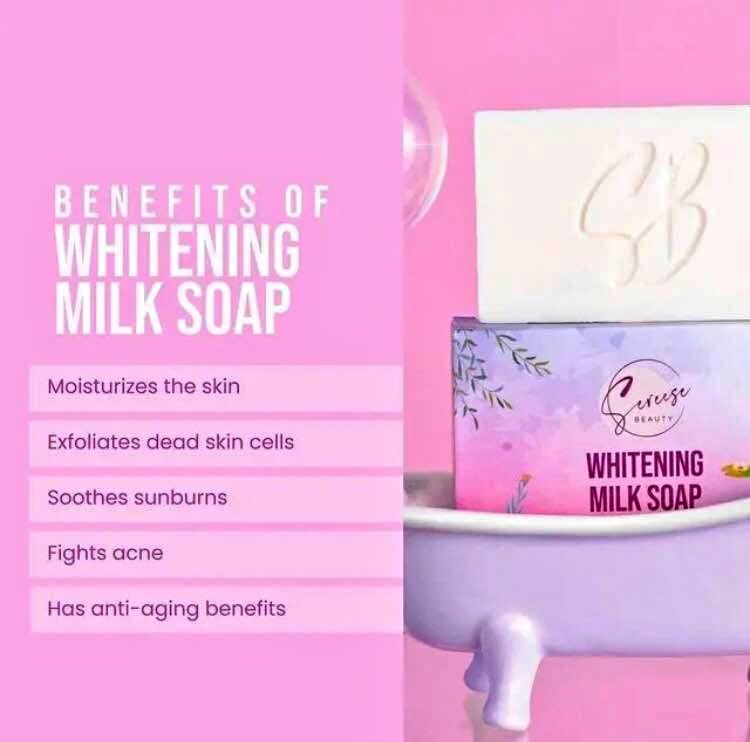 BENEFITS OF
WHITENING
MILK SOAP
Moisturizes the skin
Exfoliates dead skin cells
Soothes sunburns
Fights acne
Has anti-aging benefits
SB
Sereese
BEAUTY
WHITENING
MILK SOAP